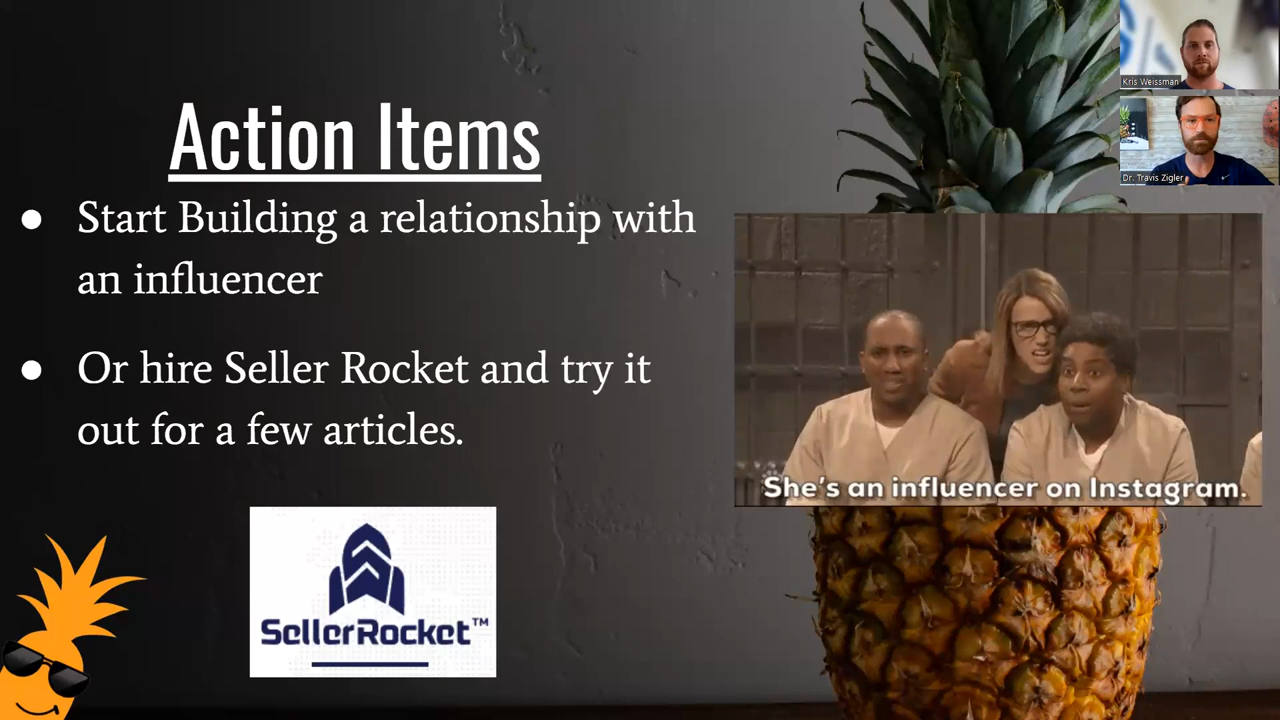 Action Items
● Start Building a relationship with
an influencer
● Or hire Seller Rocket and try it
out for a few articles.
SellerRocket™
She's an influencer on Instagram.
Kris Weissman
Dr. Travis Zigler